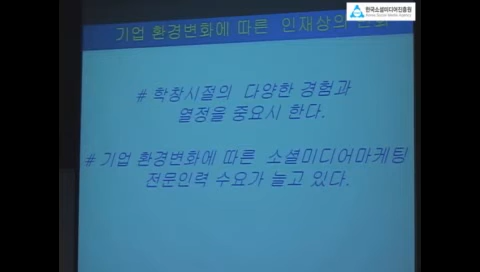 한국소셜미디어진흥원
기업 환경변화에 따른 인재상의
# 학창시절의 다양한 경험과
열정을 중요시 한다.
# 기업 환경변화에 따른 소셜미디어마케팅
전문인력 수요가 늘고 있다.